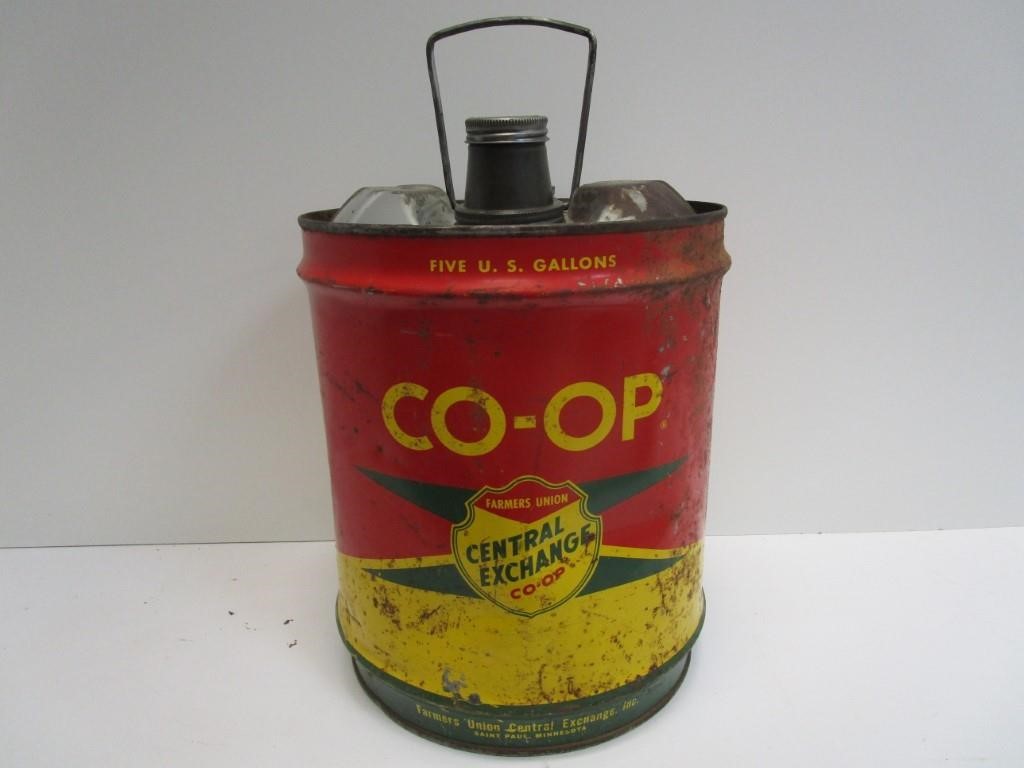 FIVE U. S. GALLONS
CO-OP®
FARMERS UNION
CENTRAL
EXCHANGE
CO-OP
Farmers Union Central Exchange, Inc.
SAINT PAUL, MINNESOTA